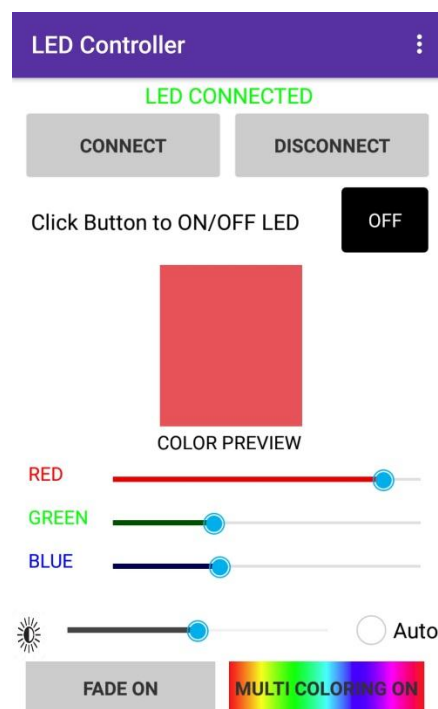 LED Controller
LED CONNECTED
CONNECT DISCONNECT
Click Button to ON/OFF LED OFF
COLOR PREVIEW
RED
GREEN
BLUE
Auto
FADE ON MULTI COLORING ON